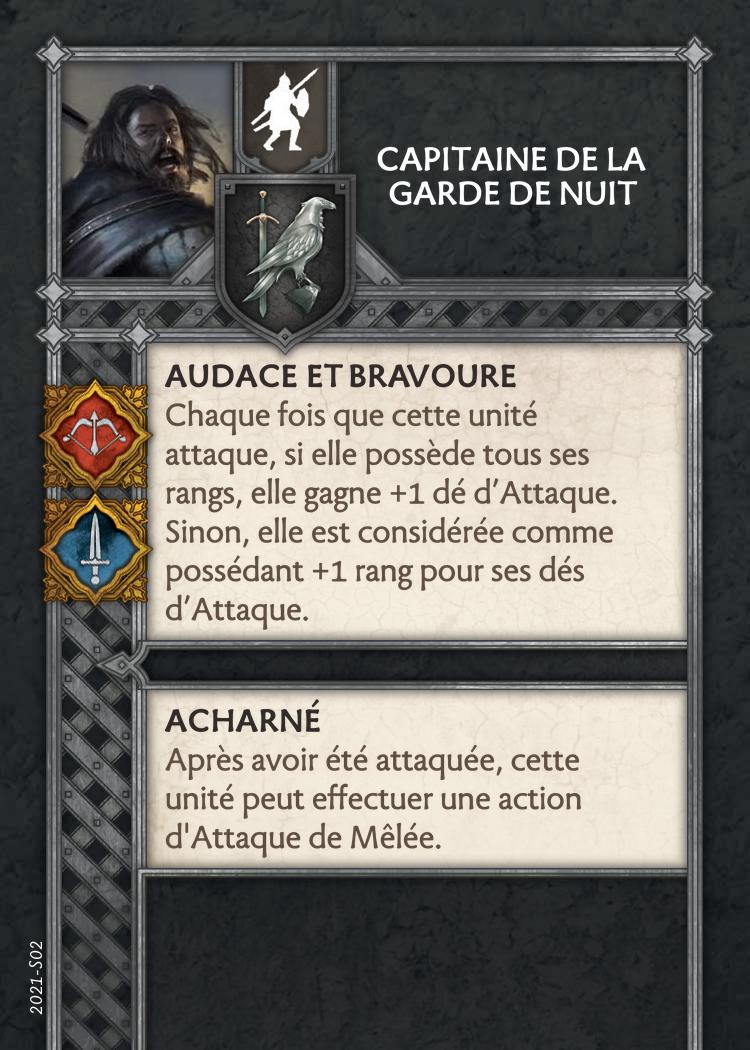 CAPITAINE DE LA
GARDE DE NUIT
AUDACE ET BRAVOURE
Chaque fois que cette unité
attaque, si elle possède tous ses
rangs, elle gagne +1 dé d’Attaque.
Sinon, elle est considérée comme
possédant +1 rang pour ses dés
d’Attaque.
ACHARNÉ
Après avoir été attaquée, cette
unité peut effectuer une action
d'Attaque de Mêlée.
2021-S02